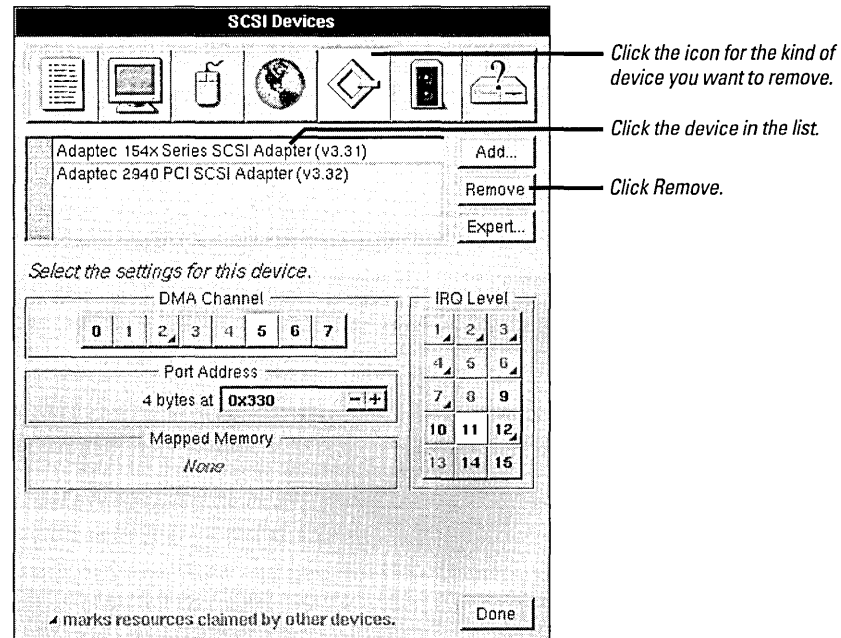 SCSI Devices
?
Click the icon for the kind of
device you want to remove.
Click the device in the list.
Adaptec 154x Series SCSI Adapter (v3.31)
Adaptec 2940 PCI SCSI Adapter (v3.32)
Add...
Remove
Click Remove.
Expert...
Select the settings for this device.
DMA Channel
0 1 2 3 4 5 6 7
Port Address
4 bytes at 0x330 - +
Mapped Memory
None
IRQ Level
1 2 3
4 5 6
7 8 9
10 11 12
13 14 15
marks resources claimed by other devices.
Done